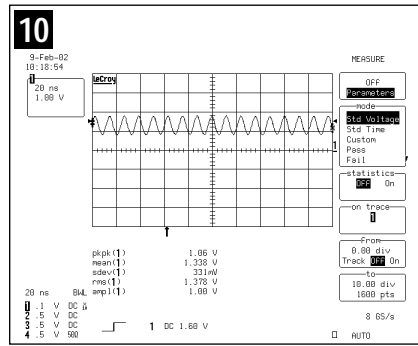 10
9-Feb-02
10:18:54
1
20 ns
1.00 V
LeCroy
1
pkpk(1) 1.06 V
mean(1) 1.338 V
sdev(1) 331mV
rms(1) 1.378 V
ampl(1) 1.00 V
20 ns BWL
1 .1 V DC
2 .5 V DC
3 .5 V DC
4 .5 V 50Ω
1 DC 1.60 V
MEASURE
OFF
Parameters
mode
Std Voltage
Std Time
Custom
Pass
Fail
statistics
OFF On
on trace
1
from
0.00 div
Track OFF On
to
10.00 div
1600 pts
8 GS/s
AUTO